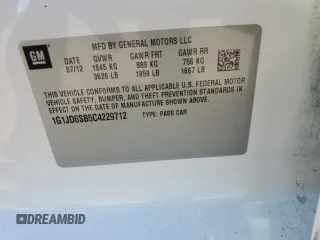 GM
MFD BY GENERAL MOTORS LLC
DATE GVWR GAWR FRT GAWR RR
07/12 1645 KG 889 KG 756 KG
3626 LB 1959 LB 1667 LB
THIS VEHICLE CONFORMS TO ALL APPLICABLE U.S. FEDERAL MOTOR
VEHICLE SAFETY, BUMPER, AND THEFT PREVENTION STANDARDS IN
EFFECT ON THE DATE OF MANUFACTURE SHOWN ABOVE.
1G1JD6SB5C4229712 TYPE: PASS CAR
DREAMBID